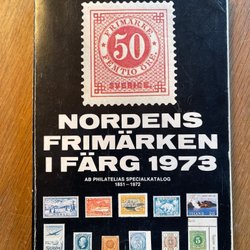 FRIMÄRKE
50
FEMTIO ÖRE.
SVERIGE.
NORDENS
FRIMÄRKEN
I FÄRG 1973
AB PHILATELIAS SPECIALKATALOG
1851–1972